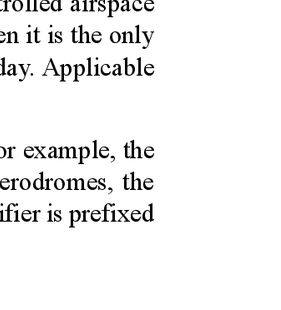 trolled airspace
en it is the only
day. Applicable
or example, the
erodromes, the
ifier is prefixed